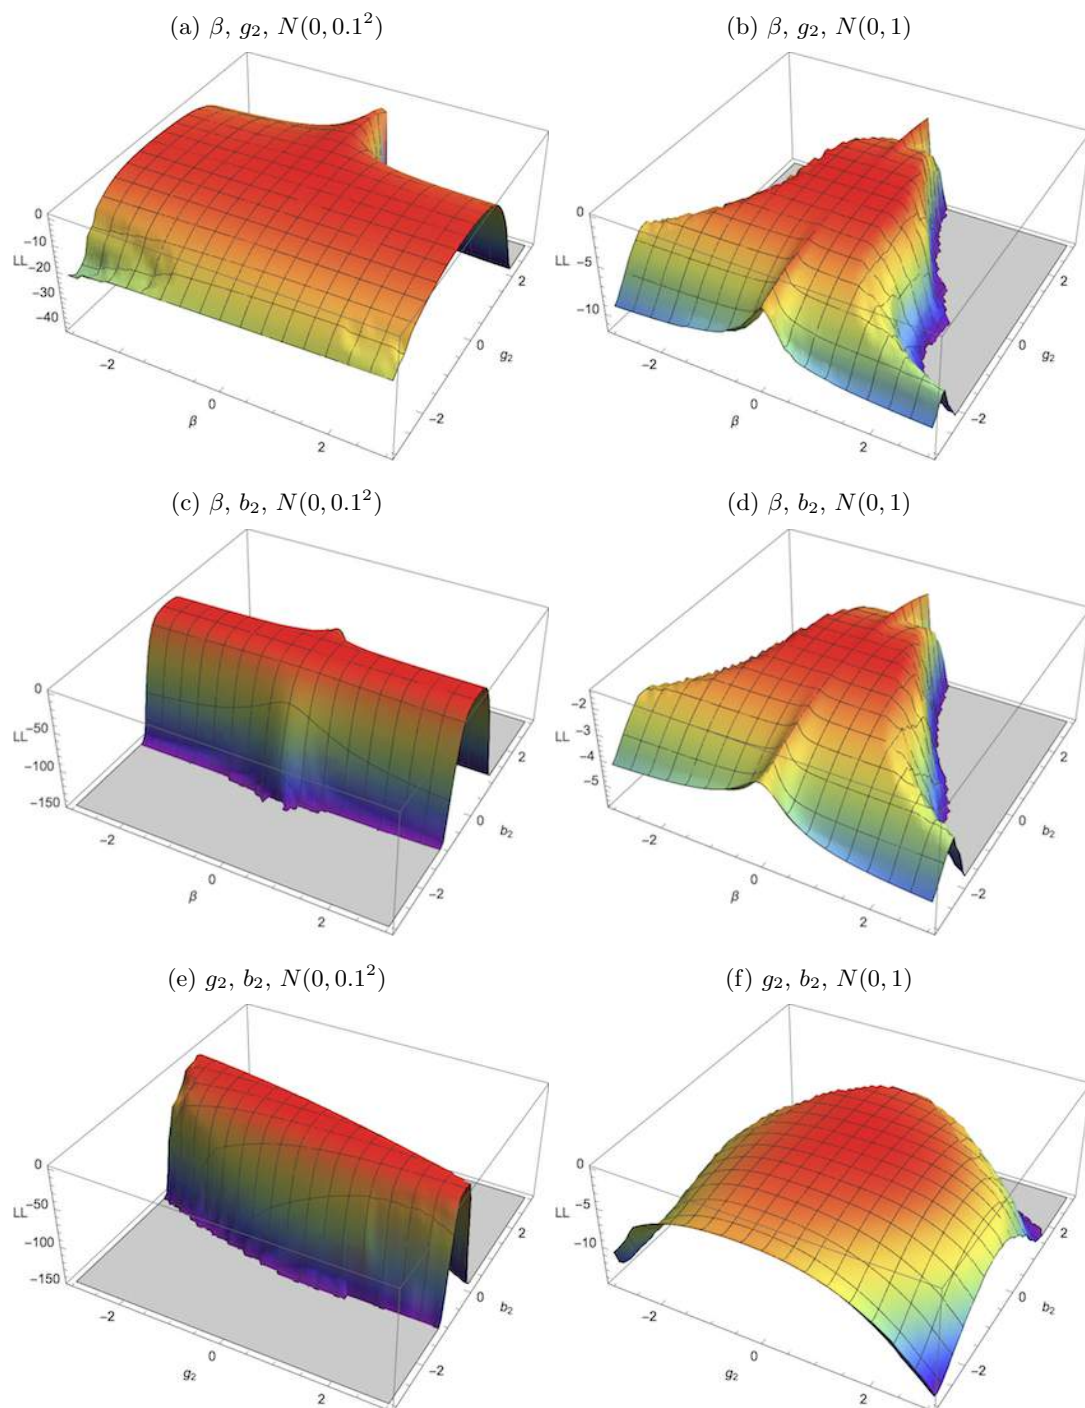 (a) β, g₂, N(0, 0.1²)
(b) β, g₂, N(0, 1)
0
-10
LL -20
-30
-40
-2
0
β
2
-2
0
g₂
2
0
-5
LL
-10
-2
0
β
2
-2
0
g₂
2
(c) β, b₂, N(0, 0.1²)
(d) β, b₂, N(0, 1)
0
-50
LL
-100
-150
-2
0
β
2
-2
0
b₂
2
-2
-3
LL
-4
-5
-2
0
β
2
-2
0
b₂
2
(e) g₂, b₂, N(0, 0.1²)
(f) g₂, b₂, N(0, 1)
0
-50
LL
-100
-150
-2
0
g₂
2
-2
0
b₂
2
0
-5
LL
-10
-2
0
g₂
2
-2
0
b₂
2